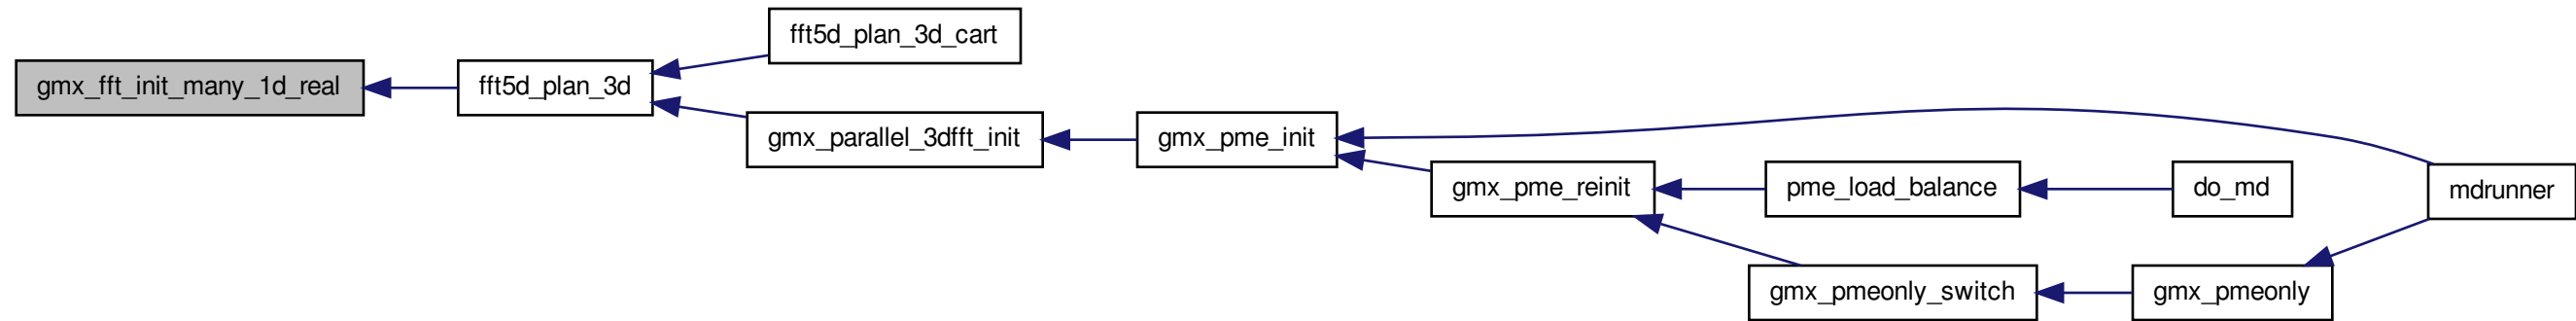 gmx_fft_init_many_1d_real
fft5d_plan_3d
fft5d_plan_3d_cart
gmx_parallel_3dfft_init
gmx_pme_init
gmx_pme_reinit
pme_load_balance
do_md
mdrunner
gmx_pmeonly_switch
gmx_pmeonly